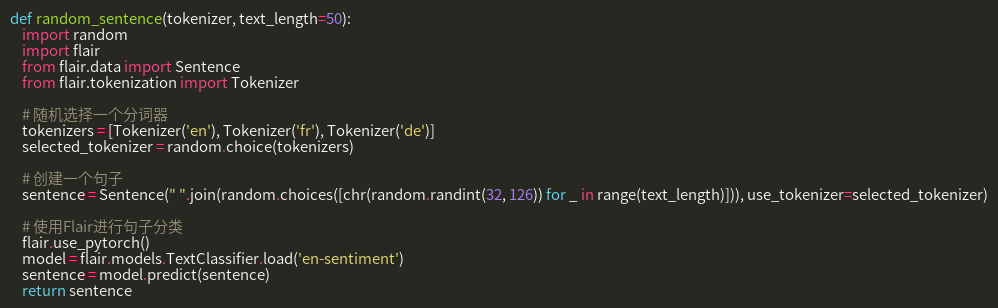 def random_sentence(tokenizer, text_length=50):
    import random
    import flair
    from flair.data import Sentence
    from flair.tokenization import Tokenizer

    # 随机选择一个分词器
    tokenizers = [Tokenizer('en'), Tokenizer('fr'), Tokenizer('de')]
    selected_tokenizer = random.choice(tokenizers)

    # 创建一个句子
    sentence = Sentence(" ".join(random.choices([chr(random.randint(32, 126)) for _ in range(text_length)])), use_tokenizer=selected_tokenizer)

    # 使用Flair进行句子分类
    flair.use_pytorch()
    model = flair.models.TextClassifier.load('en-sentiment')
    sentence = model.predict(sentence)
    return sentence